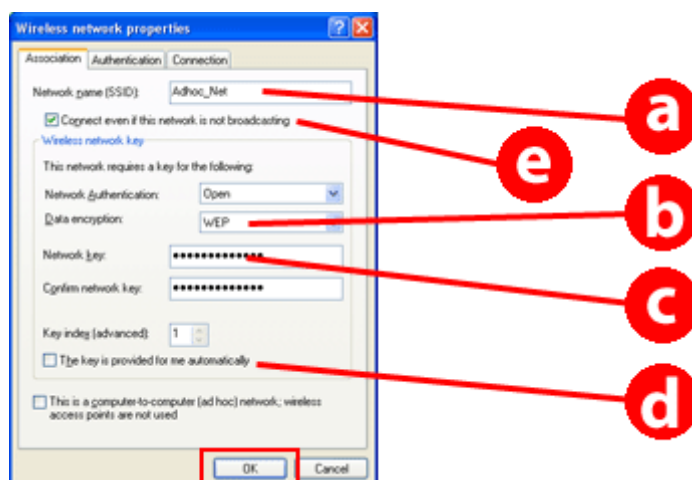 Wireless network properties
Association Authentication Connection
Network name (SSID): Adhoc_Net
a
Connect even if this network is not broadcasting
e
Wireless network key
This network requires a key for the following:
Network Authentication: Open
Data encryption: WEP
b
Network key: •••••••••••••
c
Confirm network key: •••••••••••••
Key index (advanced): 1
The key is provided for me automatically
d
This is a computer-to-computer (ad hoc) network; wireless
access points are not used
OK Cancel